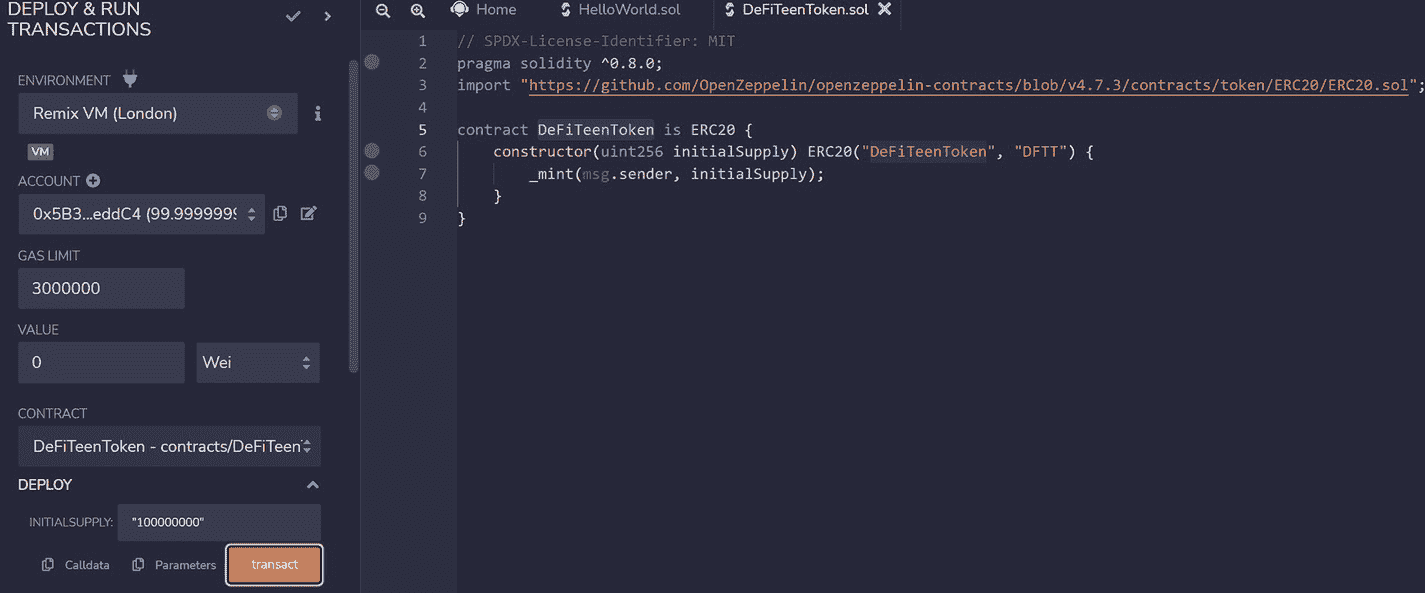 DEPLOY & RUN
TRANSACTIONS
ENVIRONMENT
Remix VM (London)
VM
ACCOUNT
0x5B3...eddC4 (99.9999999
GAS LIMIT
3000000
VALUE
0 Wei
CONTRACT
DeFiTeenToken - contracts/DeFiTeenT
DEPLOY
INITIALSUPPLY: "100000000"
Calldata Parameters transact
Home HelloWorld.sol DeFiTeenToken.sol
1 // SPDX-License-Identifier: MIT
2 pragma solidity ^0.8.0;
3 import "https://github.com/OpenZeppelin/openzeppelin-contracts/blob/v4.7.3/contracts/token/ERC20/ERC20.sol";
4
5 contract DeFiTeenToken is ERC20 {
6 constructor(uint256 initialSupply) ERC20("DeFiTeenToken", "DFTT") {
7 _mint(msg.sender, initialSupply);
8 }
9 }